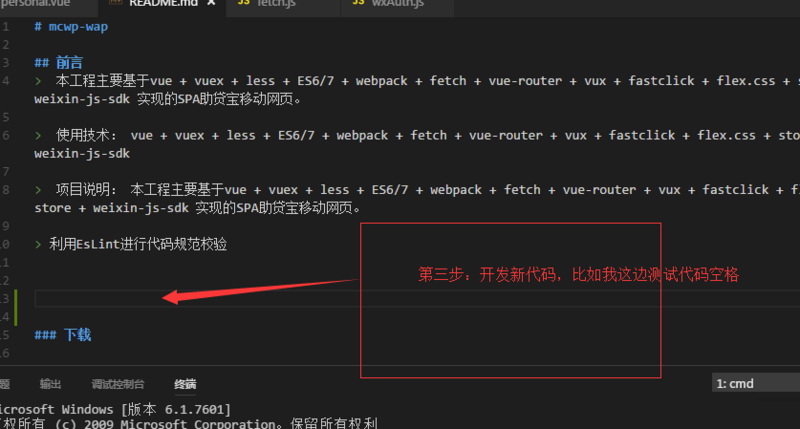 personal.vue README.md × JS fetch.js JS wxAuth.js
1 # mcwp-wap
2
3 ## 前言
4 > 本工程主要基于vue + vuex + less + ES6/7 + webpack + fetch + vue-router + vux + fastclick + flex.css + s
weixin-js-sdk 实现的SPA助贷宝移动网页。
5
6 > 使用技术: vue + vuex + less + ES6/7 + webpack + fetch + vue-router + vux + fastclick + flex.css + sto
weixin-js-sdk
7
8 > 项目说明: 本工程主要基于vue + vuex + less + ES6/7 + webpack + fetch + vue-router + vux + fastclick + fl
store + weixin-js-sdk 实现的SPA助贷宝移动网页。
9
10 > 利用EsLint进行代码规范校验
11
第三步：开发新代码，比如我这边测试代码空格
12
13
14
15 ### 下载
16
题 输出 调试控制台 终端 1: cmd
icrosoft Windows [版本 6.1.7601]
权所有 (c) 2009 Microsoft Corporation。保留所有权利